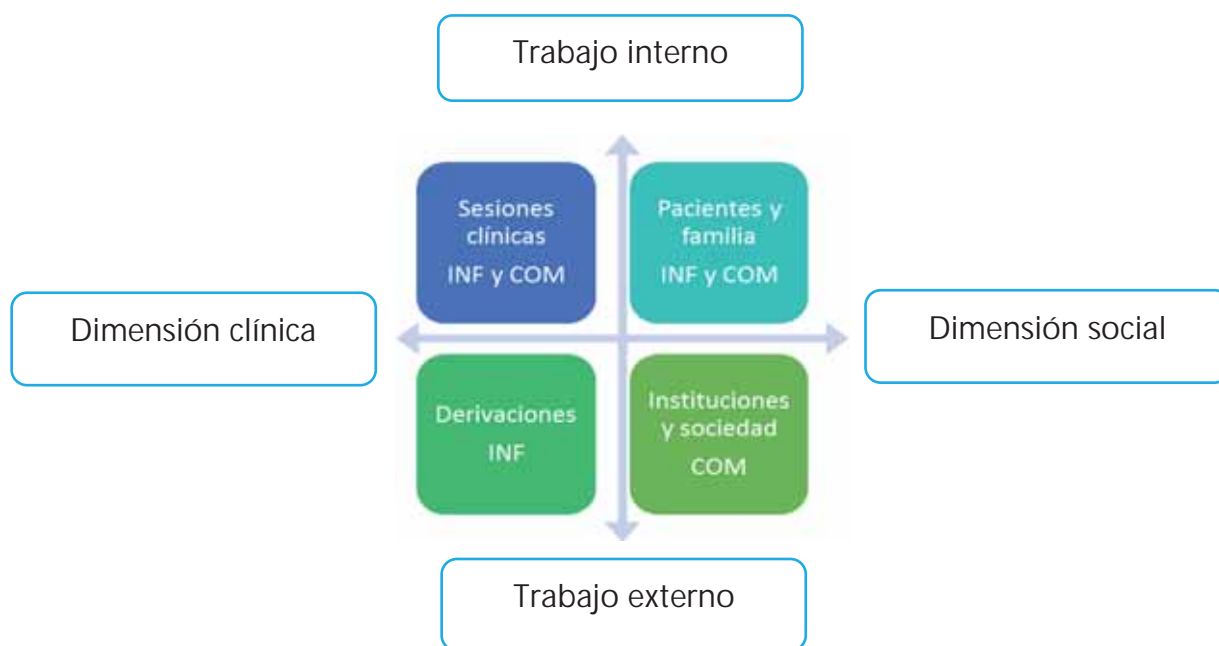 Trabajo interno
Sesiones
clínicas
INF y COM
Pacientes y
familia
INF y COM
Dimensión clínica
Dimensión social
Derivaciones
INF
Instituciones
y sociedad
COM
Trabajo externo